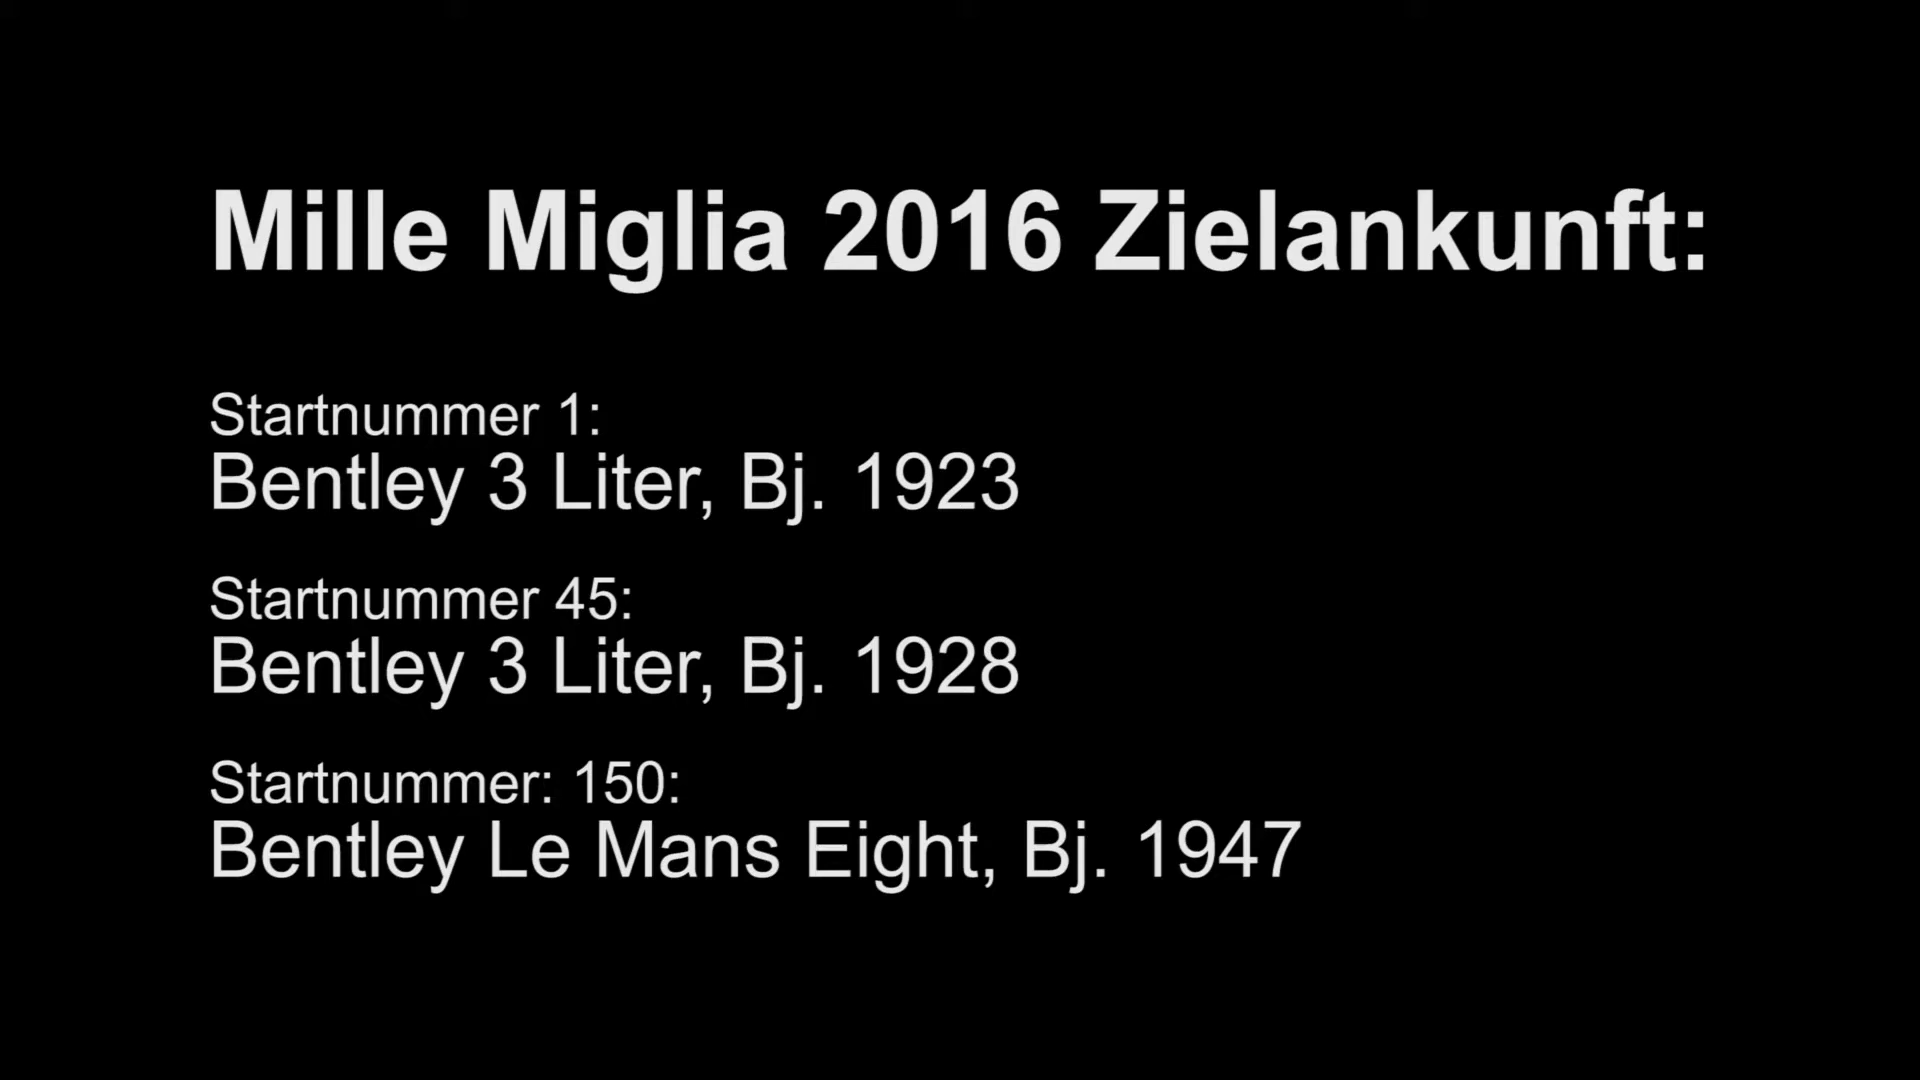 Mille Miglia 2016 Zielankunft:
Startnummer 1:
Bentley 3 Liter, Bj. 1923
Startnummer 45:
Bentley 3 Liter, Bj. 1928
Startnummer: 150:
Bentley Le Mans Eight, Bj. 1947